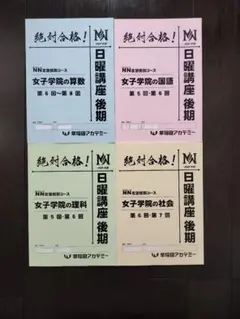 絶対合格！
NN志望校別コース
女子学院の算数
第5回〜第8回
日曜講座 後期
早稲田アカデミー
絶対合格！
NN志望校別コース
女子学院の国語
第5回・第6回
日曜講座 後期
早稲田アカデミー
絶対合格！
NN志望校別コース
女子学院の理科
第5回・第6回
日曜講座 後期
早稲田アカデミー
絶対合格！
NN志望校別コース
女子学院の社会
第6回・第7回
日曜講座 後期
早稲田アカデミー